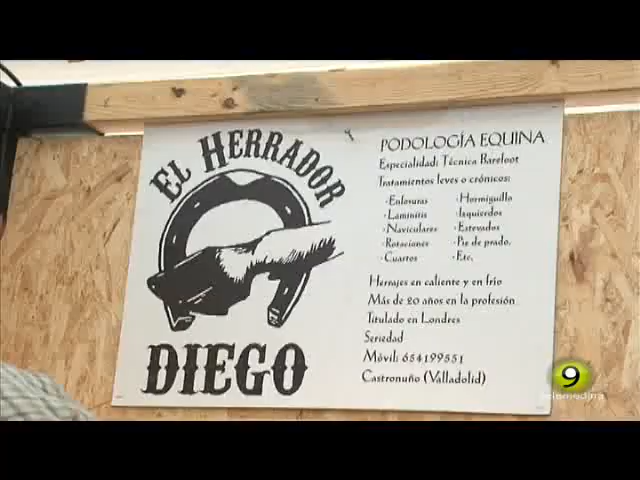 EL HERRADOR
DIEGO
PODOLOGÍA EQUINA
Especialidad: Técnica Barefoot
Tratamientos leves o crónicos:
·Enfosuras
·Laminitis
·Naviculares
·Rotaciones
·Cuartos
·Hormiguillo
·Izquierdos
·Estevados
·Pie de prado.
·Etc.
Herrajes en caliente y en frío
Más de 20 años en la profesión
Titulado en Londres
Seriedad
Móvil: 654199551
Castronuño (Valladolid)
9
telemedina